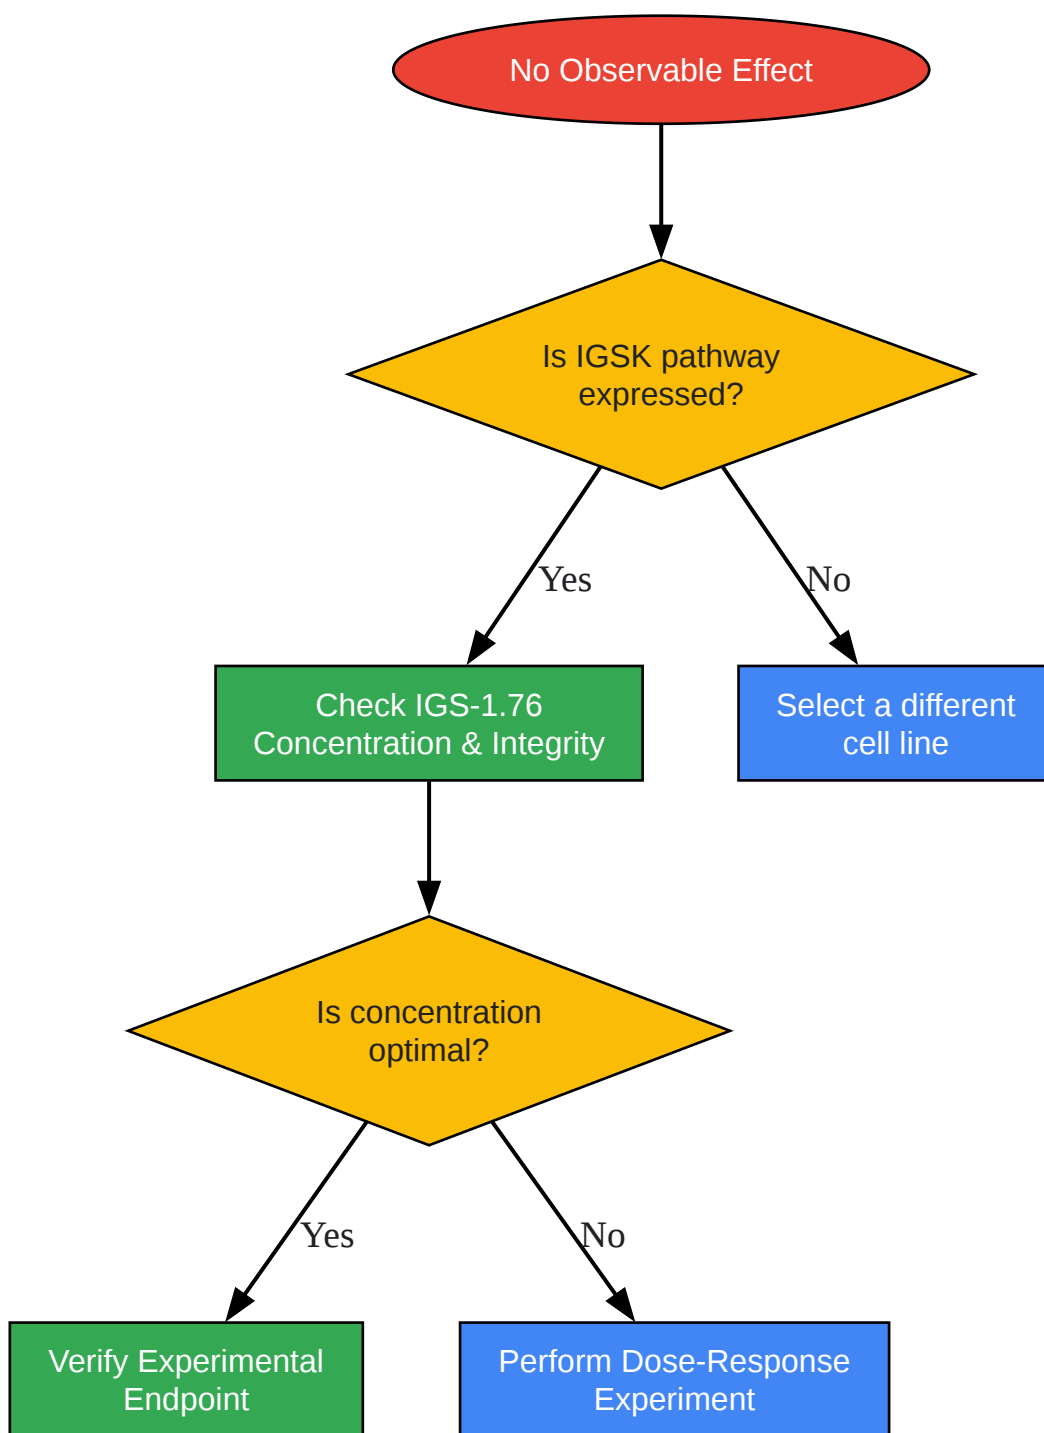 No Observable Effect
Is IGSK pathway
expressed?
Yes
No
Check IGS-1.76
Concentration & Integrity
Select a different
cell line
Is concentration
optimal?
Yes
No
Verify Experimental
Endpoint
Perform Dose-Response
Experiment